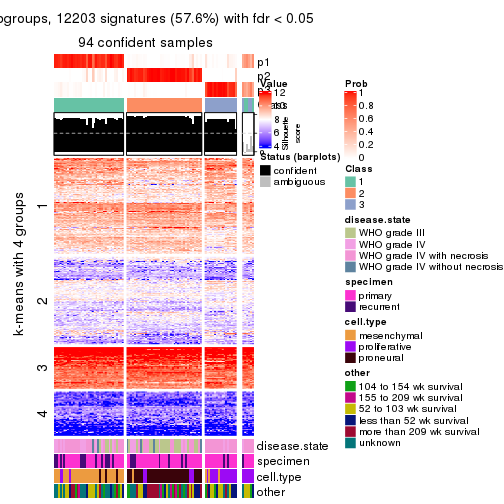 ogroups, 12203 signatures (57.6%) with fdr < 0.05
94 confident samples
p1
p2
p3
Value
12
10
8
6
4
Silhouette
score
Status (barplots)
confident
ambiguous
Prob
1
0.8
0.6
0.4
0.2
0
Class
1
2
3
disease.state
WHO grade III
WHO grade IV
WHO grade IV with necrosis
WHO grade IV without necrosis
specimen
primary
recurrent
cell.type
mesenchymal
proliferative
proneural
other
104 to 154 wk survival
155 to 209 wk survival
52 to 103 wk survival
less than 52 wk survival
more than 209 wk survival
unknown
k-means with 4 groups
1
2
3
4
disease.state
specimen
cell.type
other